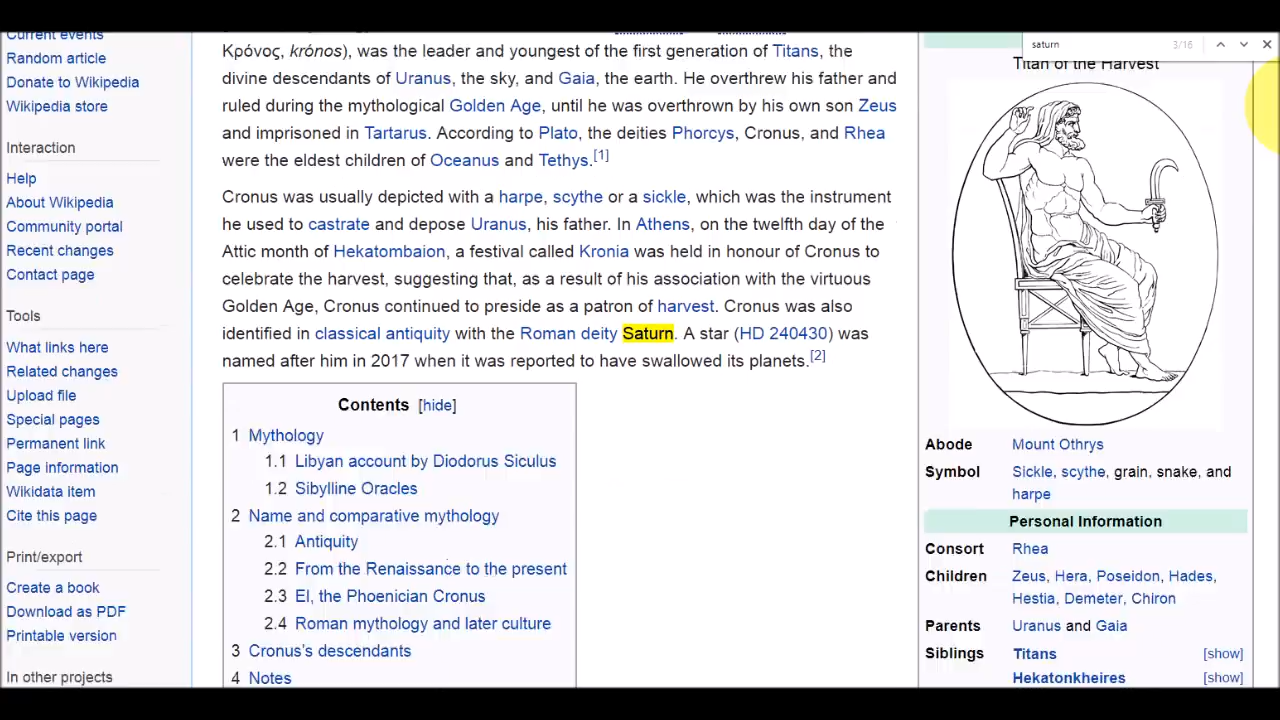 Current events
Random article
Donate to Wikipedia
Wikipedia store
Interaction
Help
About Wikipedia
Community portal
Recent changes
Contact page
Tools
What links here
Related changes
Upload file
Special pages
Permanent link
Page information
Wikidata item
Cite this page
Print/export
Create a book
Download as PDF
Printable version
In other projects
Κρόνος, krónos), was the leader and youngest of the first generation of Titans, the
divine descendants of Uranus, the sky, and Gaia, the earth. He overthrew his father and
ruled during the mythological Golden Age, until he was overthrown by his own son Zeus
and imprisoned in Tartarus. According to Plato, the deities Phorcys, Cronus, and Rhea
were the eldest children of Oceanus and Tethys.[1]
Cronus was usually depicted with a harpe, scythe or a sickle, which was the instrument
he used to castrate and depose Uranus, his father. In Athens, on the twelfth day of the
Attic month of Hekatombaion, a festival called Kronia was held in honour of Cronus to
celebrate the harvest, suggesting that, as a result of his association with the virtuous
Golden Age, Cronus continued to preside as a patron of harvest. Cronus was also
identified in classical antiquity with the Roman deity Saturn. A star (HD 240430) was
named after him in 2017 when it was reported to have swallowed its planets.[2]
Contents [hide]
1 Mythology
1.1 Libyan account by Diodorus Siculus
1.2 Sibylline Oracles
2 Name and comparative mythology
2.1 Antiquity
2.2 From the Renaissance to the present
2.3 El, the Phoenician Cronus
2.4 Roman mythology and later culture
3 Cronus's descendants
4 Notes
saturn 3/16
Titan of the Harvest
Abode Mount Othrys
Symbol Sickle, scythe, grain, snake, and
harpe
Personal Information
Consort Rhea
Children Zeus, Hera, Poseidon, Hades,
Hestia, Demeter, Chiron
Parents Uranus and Gaia
Siblings Titans [show]
Hekatonkheires [show]